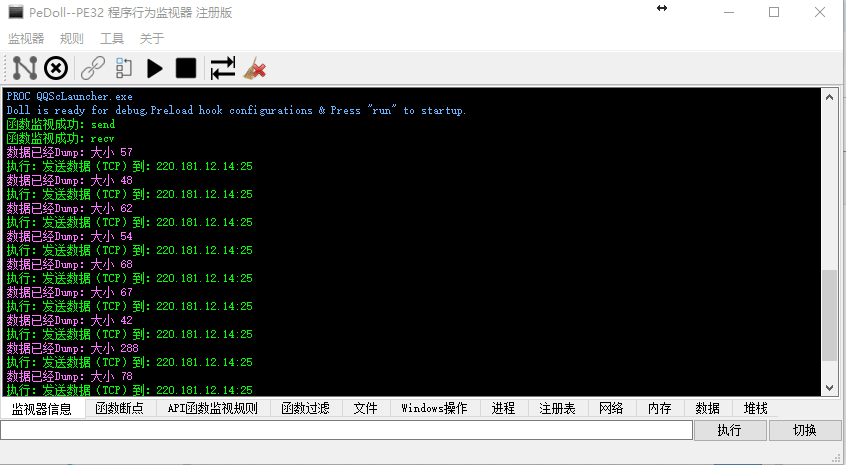 PeDoll--PE32 程序行为监视器 注册版
监视器 规则 工具 关于
PROC QQScLauncher.exe
Doll is ready for debug,Preload hook configurations & Press "run" to startup.
函数监视成功: send
函数监视成功: recv
数据已经Dump: 大小 57
执行: 发送数据 (TCP) 到: 220.181.12.14:25
数据已经Dump: 大小 48
执行: 发送数据 (TCP) 到: 220.181.12.14:25
数据已经Dump: 大小 62
执行: 发送数据 (TCP) 到: 220.181.12.14:25
数据已经Dump: 大小 54
执行: 发送数据 (TCP) 到: 220.181.12.14:25
数据已经Dump: 大小 68
执行: 发送数据 (TCP) 到: 220.181.12.14:25
数据已经Dump: 大小 67
执行: 发送数据 (TCP) 到: 220.181.12.14:25
数据已经Dump: 大小 42
执行: 发送数据 (TCP) 到: 220.181.12.14:25
数据已经Dump: 大小 288
执行: 发送数据 (TCP) 到: 220.181.12.14:25
数据已经Dump: 大小 78
执行: 发送数据 (TCP) 到: 220.181.12.14:25
监视器信息 函数断点 API函数监视规则 函数过滤 文件 Windows操作 进程 注册表 网络 内存 数据 堆栈
执行 切换